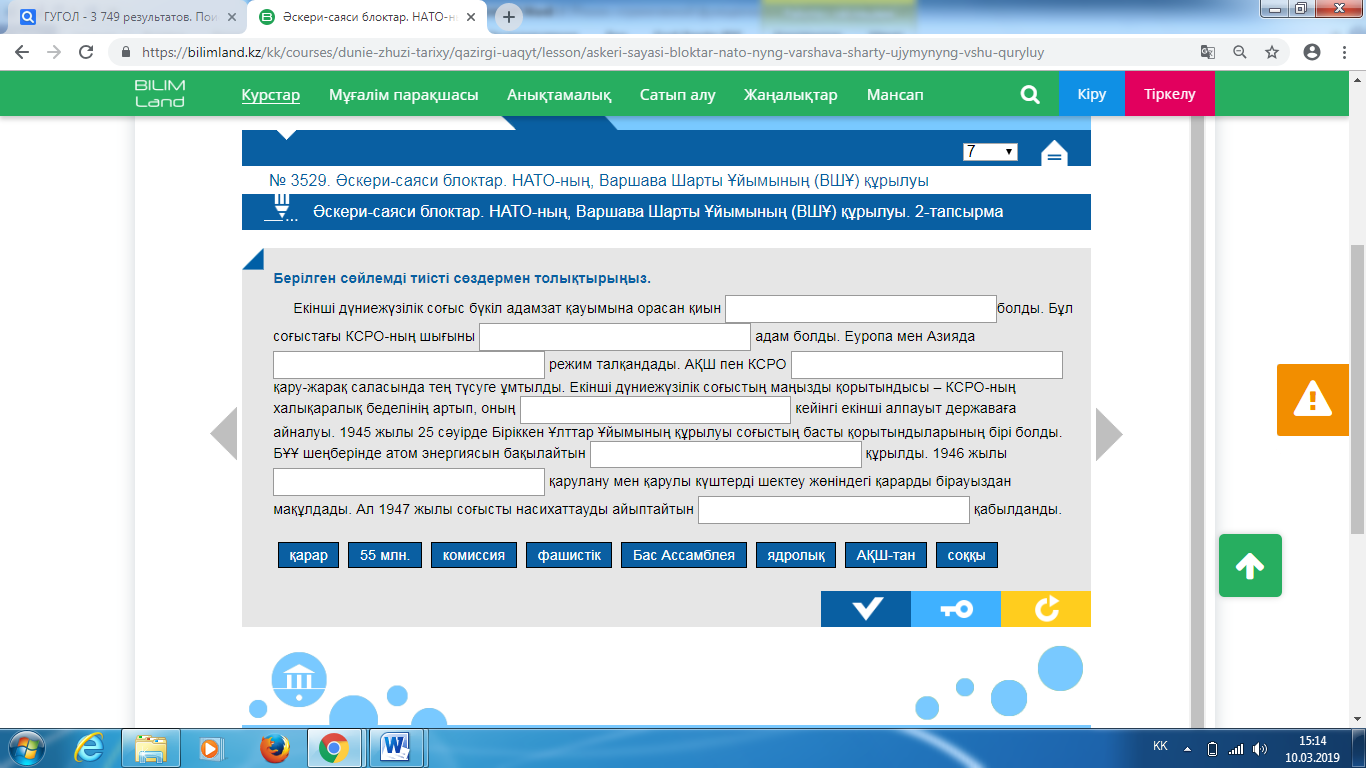 ГУГОЛ - 3 749 результатов. Пои
Әскери-саяси блоктар. НАТО-н
https://bilimland.kz/kk/courses/dunie-zhuzi-tarixy/qazirgi-uaqyt/lesson/askeri-sayasi-bloktar-nato-nyng-varshava-sharty-ujymynyng-vshu-quryluy
BILIM Land
Курстар Мұғалім парақшасы Анықтамалық Сатып алу Жаңалықтар Мансап Кіру Тіркелу
7
№ 3529. Әскери-саяси блоктар. НАТО-ның, Варшава Шарты Ұйымының (ВШҰ) құрылуы
Әскери-саяси блоктар. НАТО-ның, Варшава Шарты Ұйымының (ВШҰ) құрылуы. 2-тапсырма
Берілген сөйлемді тиісті сөздермен толықтырыңыз.
Екінші дүниежүзілік соғыс бүкіл адамзат қауымына орасан қиын болды. Бұл
соғыстағы КСРО-ның шығыны адам болды. Еуропа мен Азияда
режим талқандады. АҚШ пен КСРО
қару-жарақ саласында тең түсуге ұмтылды. Екінші дүниежүзілік соғыстың маңызды қорытындысы – КСРО-ның
халықаралық беделінің артып, оның кейінгі екінші алпауыт державаға
айналуы. 1945 жылы 25 сәуірде Біріккен Ұлттар Ұйымының құрылуы соғыстың басты қорытындыларының бірі болды.
БҰҰ шеңберінде атом энергиясын бақылайтын құрылды. 1946 жылы
қарулану мен қарулы күштерді шектеу жөніндегі қарарды бірауыздан
мақұлдады. Ал 1947 жылы соғысты насихаттауды айыптайтын қабылданды.
қарар 55 млн. комиссия фашистік Бас Ассамблея ядролық АҚШ-тан соққы
KK
15:14
10.03.2019